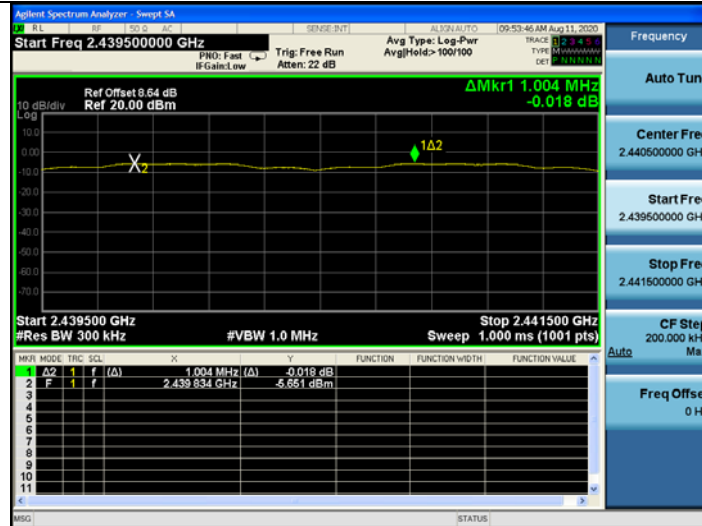 Agilent Spectrum Analyzer - Swept SA
RL RF 50 Ω AC SENSE:INT ALIGNAUTO 09:53:46 AM Aug 11, 2020
Start Freq 2.439500000 GHz
PNO: Fast
IFGain:Low
Trig: Free Run
Atten: 22 dB
Avg Type: Log-Pwr
Avg|Hold:>100/100
TRACE 1 2 3 4 5 6
TYPE M
DET P N N N N N
ΔMkr1 1.004 MHz
-0.018 dB
Ref Offset 8.64 dB
10 dB/div Ref 20.00 dBm
Log
10.0
0.00
-10.0
-20.0
-30.0
-40.0
-50.0
-60.0
-70.0
X2
1Δ2
Start 2.439500 GHz Stop 2.441500 GHz
#Res BW 300 kHz #VBW 1.0 MHz Sweep 1.000 ms (1001 pts)
MKR MODE TRC SCL X Y FUNCTION FUNCTION WIDTH FUNCTION VALUE
1 Δ2 1 f (Δ) 1.004 MHz (Δ) -0.018 dB
2 F 1 f 2.439 834 GHz -5.651 dBm
3
4
5
6
7
8
9
10
11
MSG STATUS
Frequency
Auto Tun
Center Fre
2.440500000 GH
Start Fre
2.439500000 GH
Stop Fre
2.441500000 GH
CF Ste
200.000 kH
Auto Ma
Freq Offse
0 H